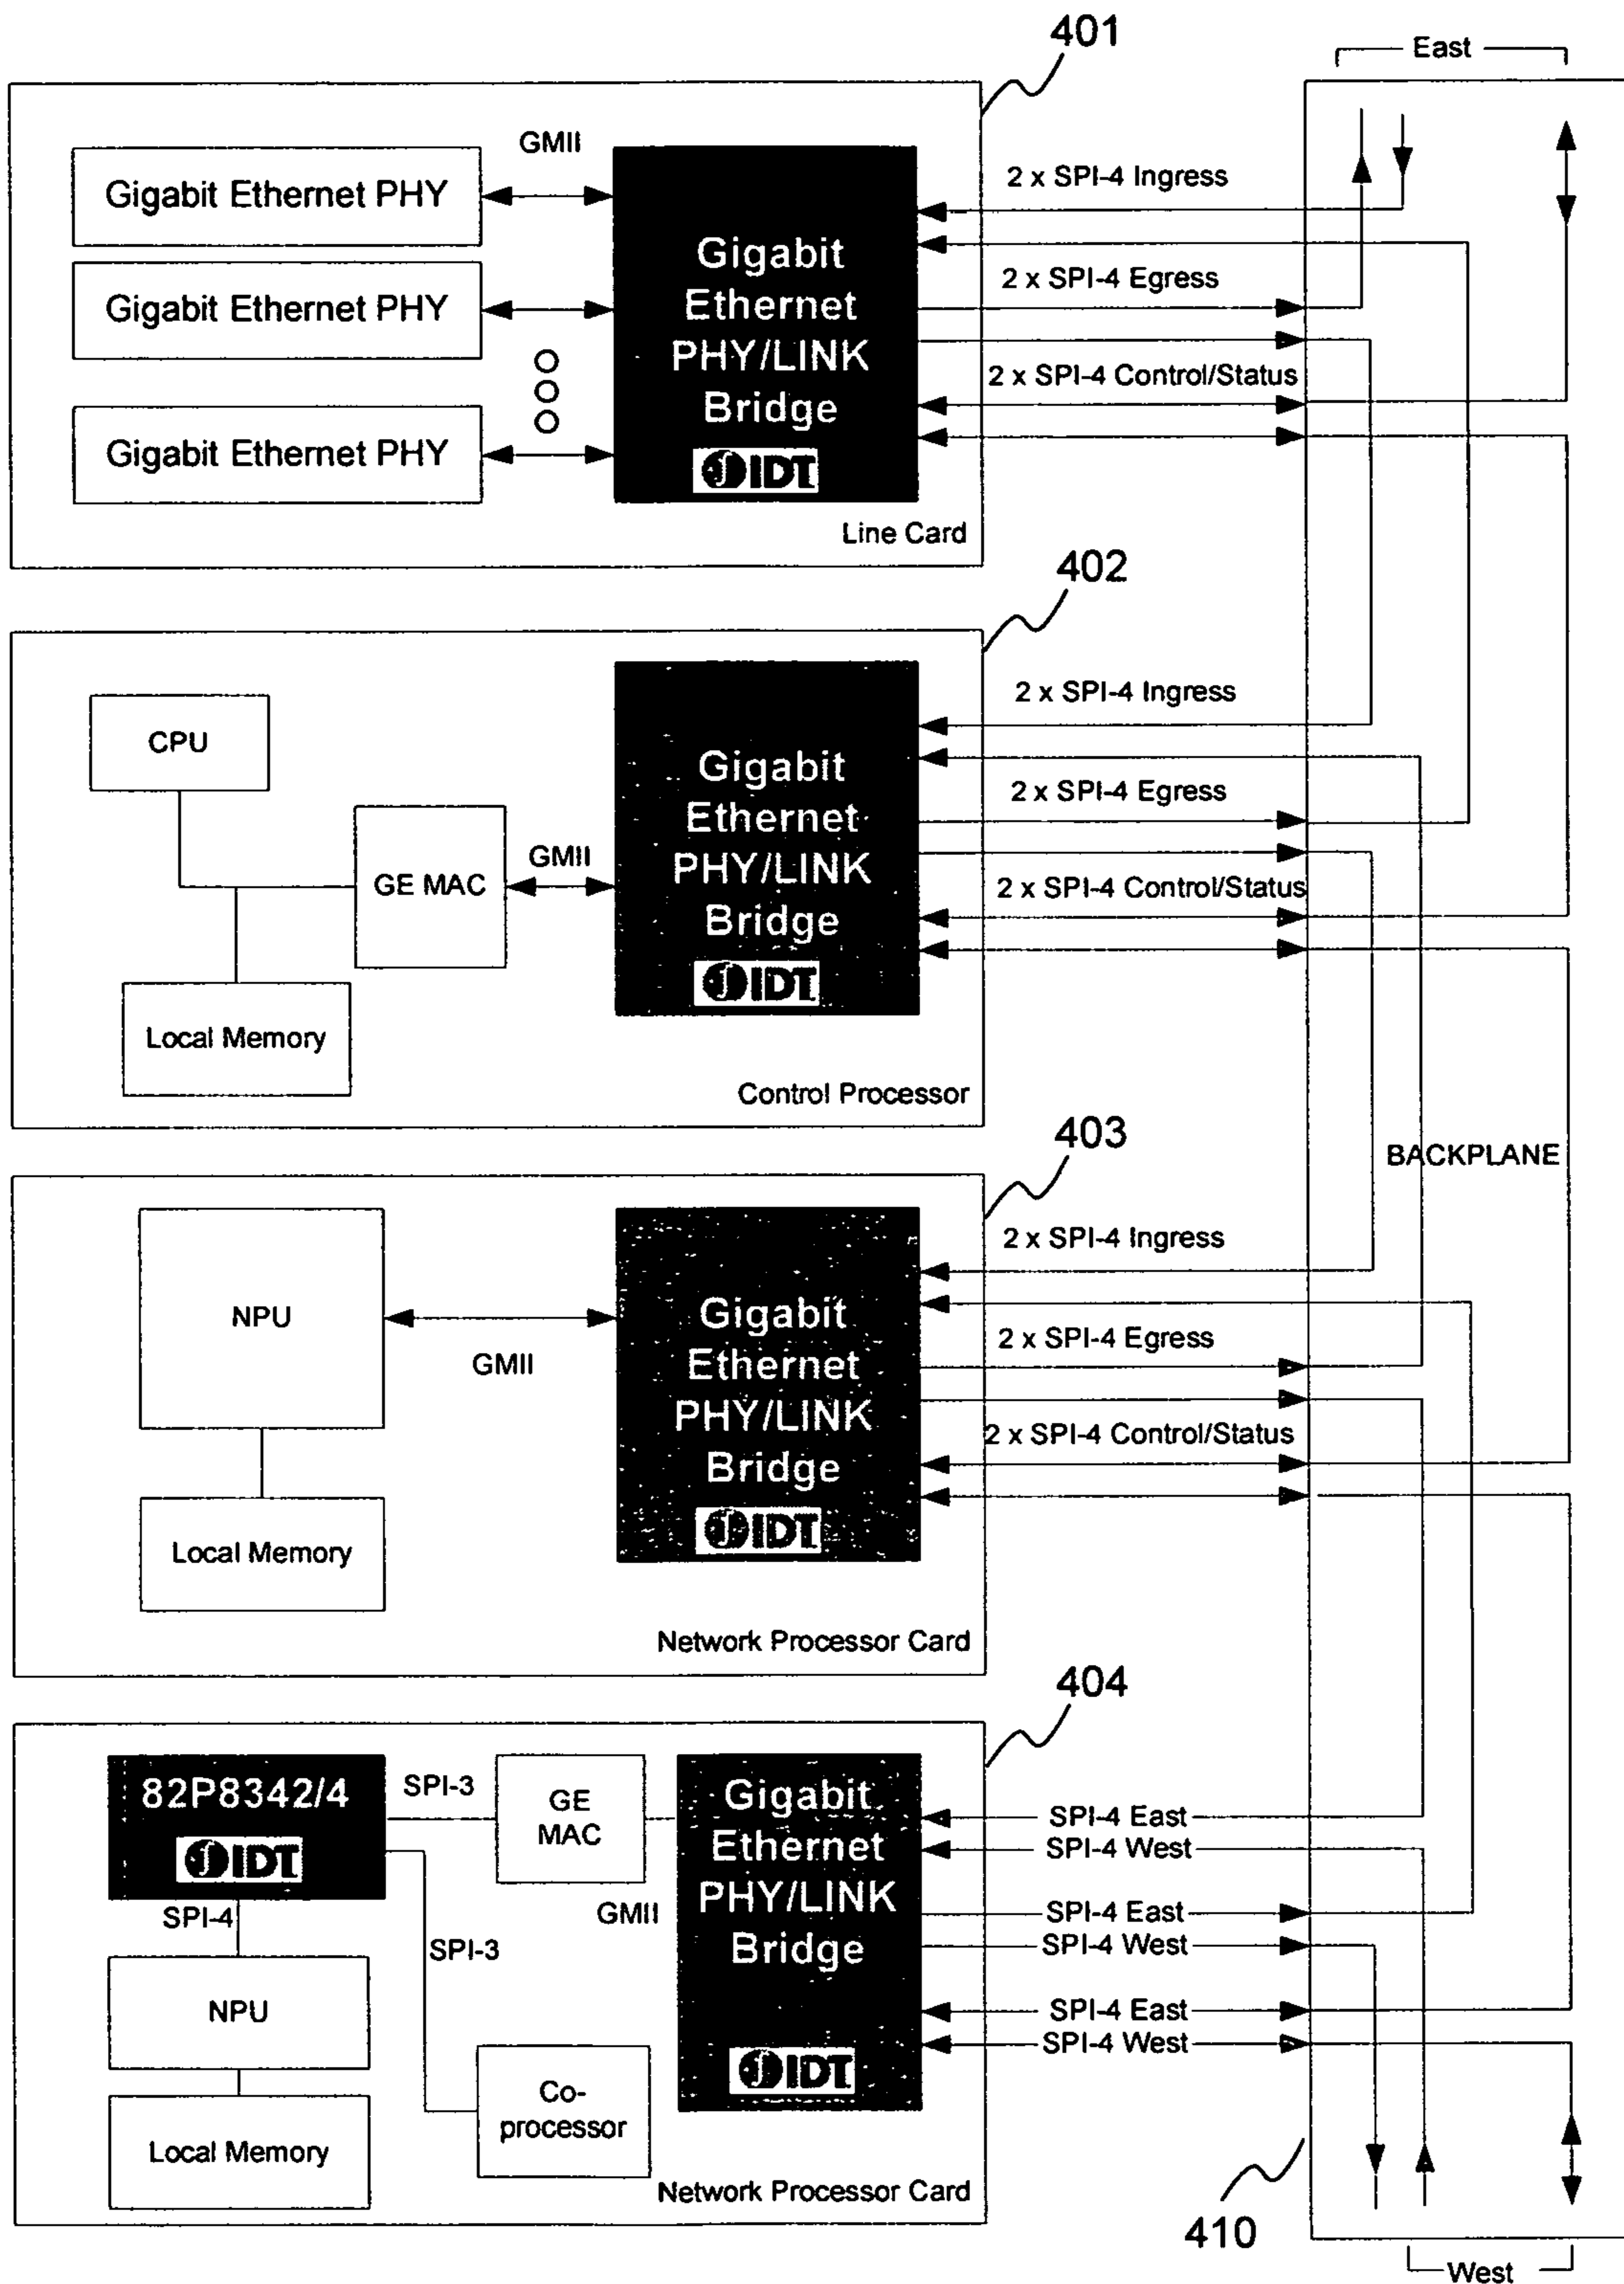 401
East
GMII
Gigabit Ethernet PHY
Gigabit Ethernet PHY
Gigabit Ethernet PHY
Gigabit
Ethernet
PHY/LINK
Bridge
IDT
Line Card
2 x SPI-4 Ingress
2 x SPI-4 Egress
2 x SPI-4 Control/Status
402
CPU
GE MAC
GMII
Local Memory
Gigabit
Ethernet
PHY/LINK
Bridge
IDT
Control Processor
2 x SPI-4 Ingress
2 x SPI-4 Egress
2 x SPI-4 Control/Status
BACKPLANE
403
NPU
GMII
Local Memory
Gigabit
Ethernet
PHY/LINK
Bridge
IDT
Network Processor Card
2 x SPI-4 Ingress
2 x SPI-4 Egress
2 x SPI-4 Control/Status
404
82P8342/4
IDT
SPI-3
GE
MAC
GMII
SPI-4
SPI-3
NPU
Local Memory
Co-
processor
Gigabit
Ethernet
PHY/LINK
Bridge
IDT
Network Processor Card
SPI-4 East
SPI-4 West
SPI-4 East
SPI-4 West
SPI-4 East
SPI-4 West
410
West